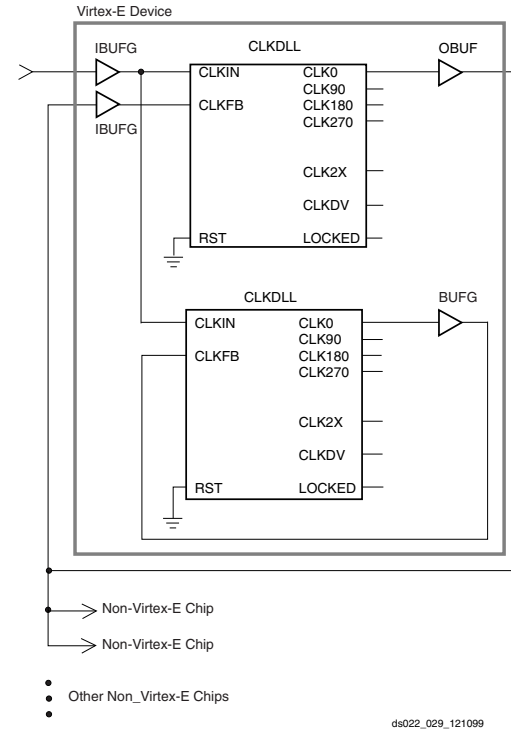 Virtex-E Device
IBUFG
CLKDLL
OBUF
CLKIN
CLK0
CLK90
CLKFB
CLK180
CLK270
IBUFG
CLK2X
CLKDV
RST
LOCKED
CLKDLL
BUFG
CLKIN
CLK0
CLK90
CLKFB
CLK180
CLK270
CLK2X
CLKDV
RST
LOCKED
Non-Virtex-E Chip
Non-Virtex-E Chip
Other Non_Virtex-E Chips
ds022_029_121099